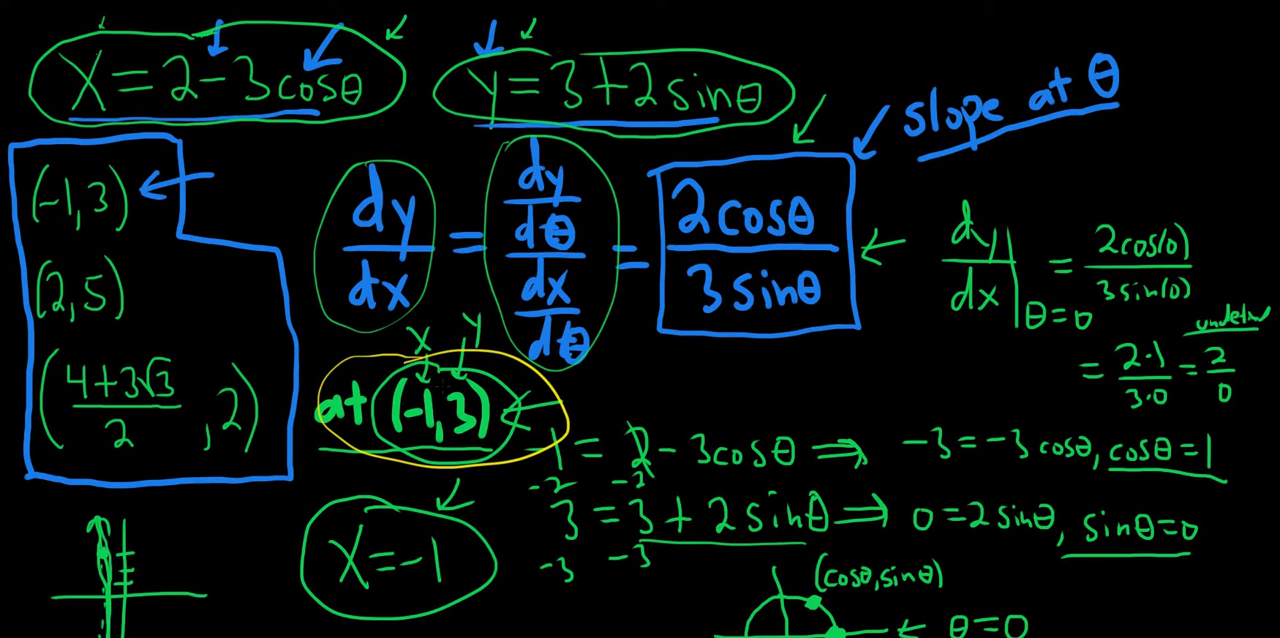 X = 2 - 3cosθ
y = 3 + 2sinθ
slope at θ
(-1, 3)
(2, 5)
(4+3√3/2, 2)
dy/dx = (dy/dθ)/(dx/dθ) = 2cosθ/3sinθ
dy/dx|θ=0 = 2cos(0)/3sin(0)
undefined
= 2·1/3·0 = 2/0
X y
at (-1, 3)
-1 = 2 - 3cosθ ⟹ -3 = -3cosθ, cosθ = 1
-2 -2
3 = 3 + 2sinθ ⟹ 0 = 2sinθ, sinθ = 0
-3 -3
X = -1
(cosθ, sinθ)
← θ = 0